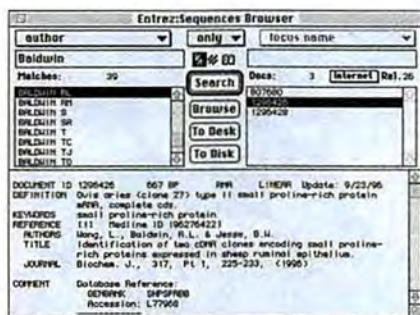 Entrez:Sequences Browser
author only locus name
Baldwin
Matches: 39 Search Docs: 3 Internet Rel.26
BALDWIN RL
BALDWIN RM
BALDWIN S
BALDWIN SA
BALDWIN T
BALDWIN TC
BALDWIN TJ
BALDWIN TO
Browse
To Desk
To Disk
807680
1296426
1296428
DOCUMENT ID 1296426 667 BP RNA LINEAR Update: 9/23/96
DEFINITION Ovis aries (clone 27) type II small proline-rich protein
mRNA, complete cds.
KEYWORDS small proline-rich protein
REFERENCE [1] Medline ID [96276422]
AUTHORS Wang, L., Baldwin, R.L. & Jesse, B.W.
TITLE Identification of two cDNA clones encoding small proline-
rich proteins expressed in sheep ruminal epithelium.
JOURNAL Biochem. J., 317, Pt 1, 225-233, (1996)
COMMENT Database Reference:
GENBANK SHPSPRRB
Accession: L77968